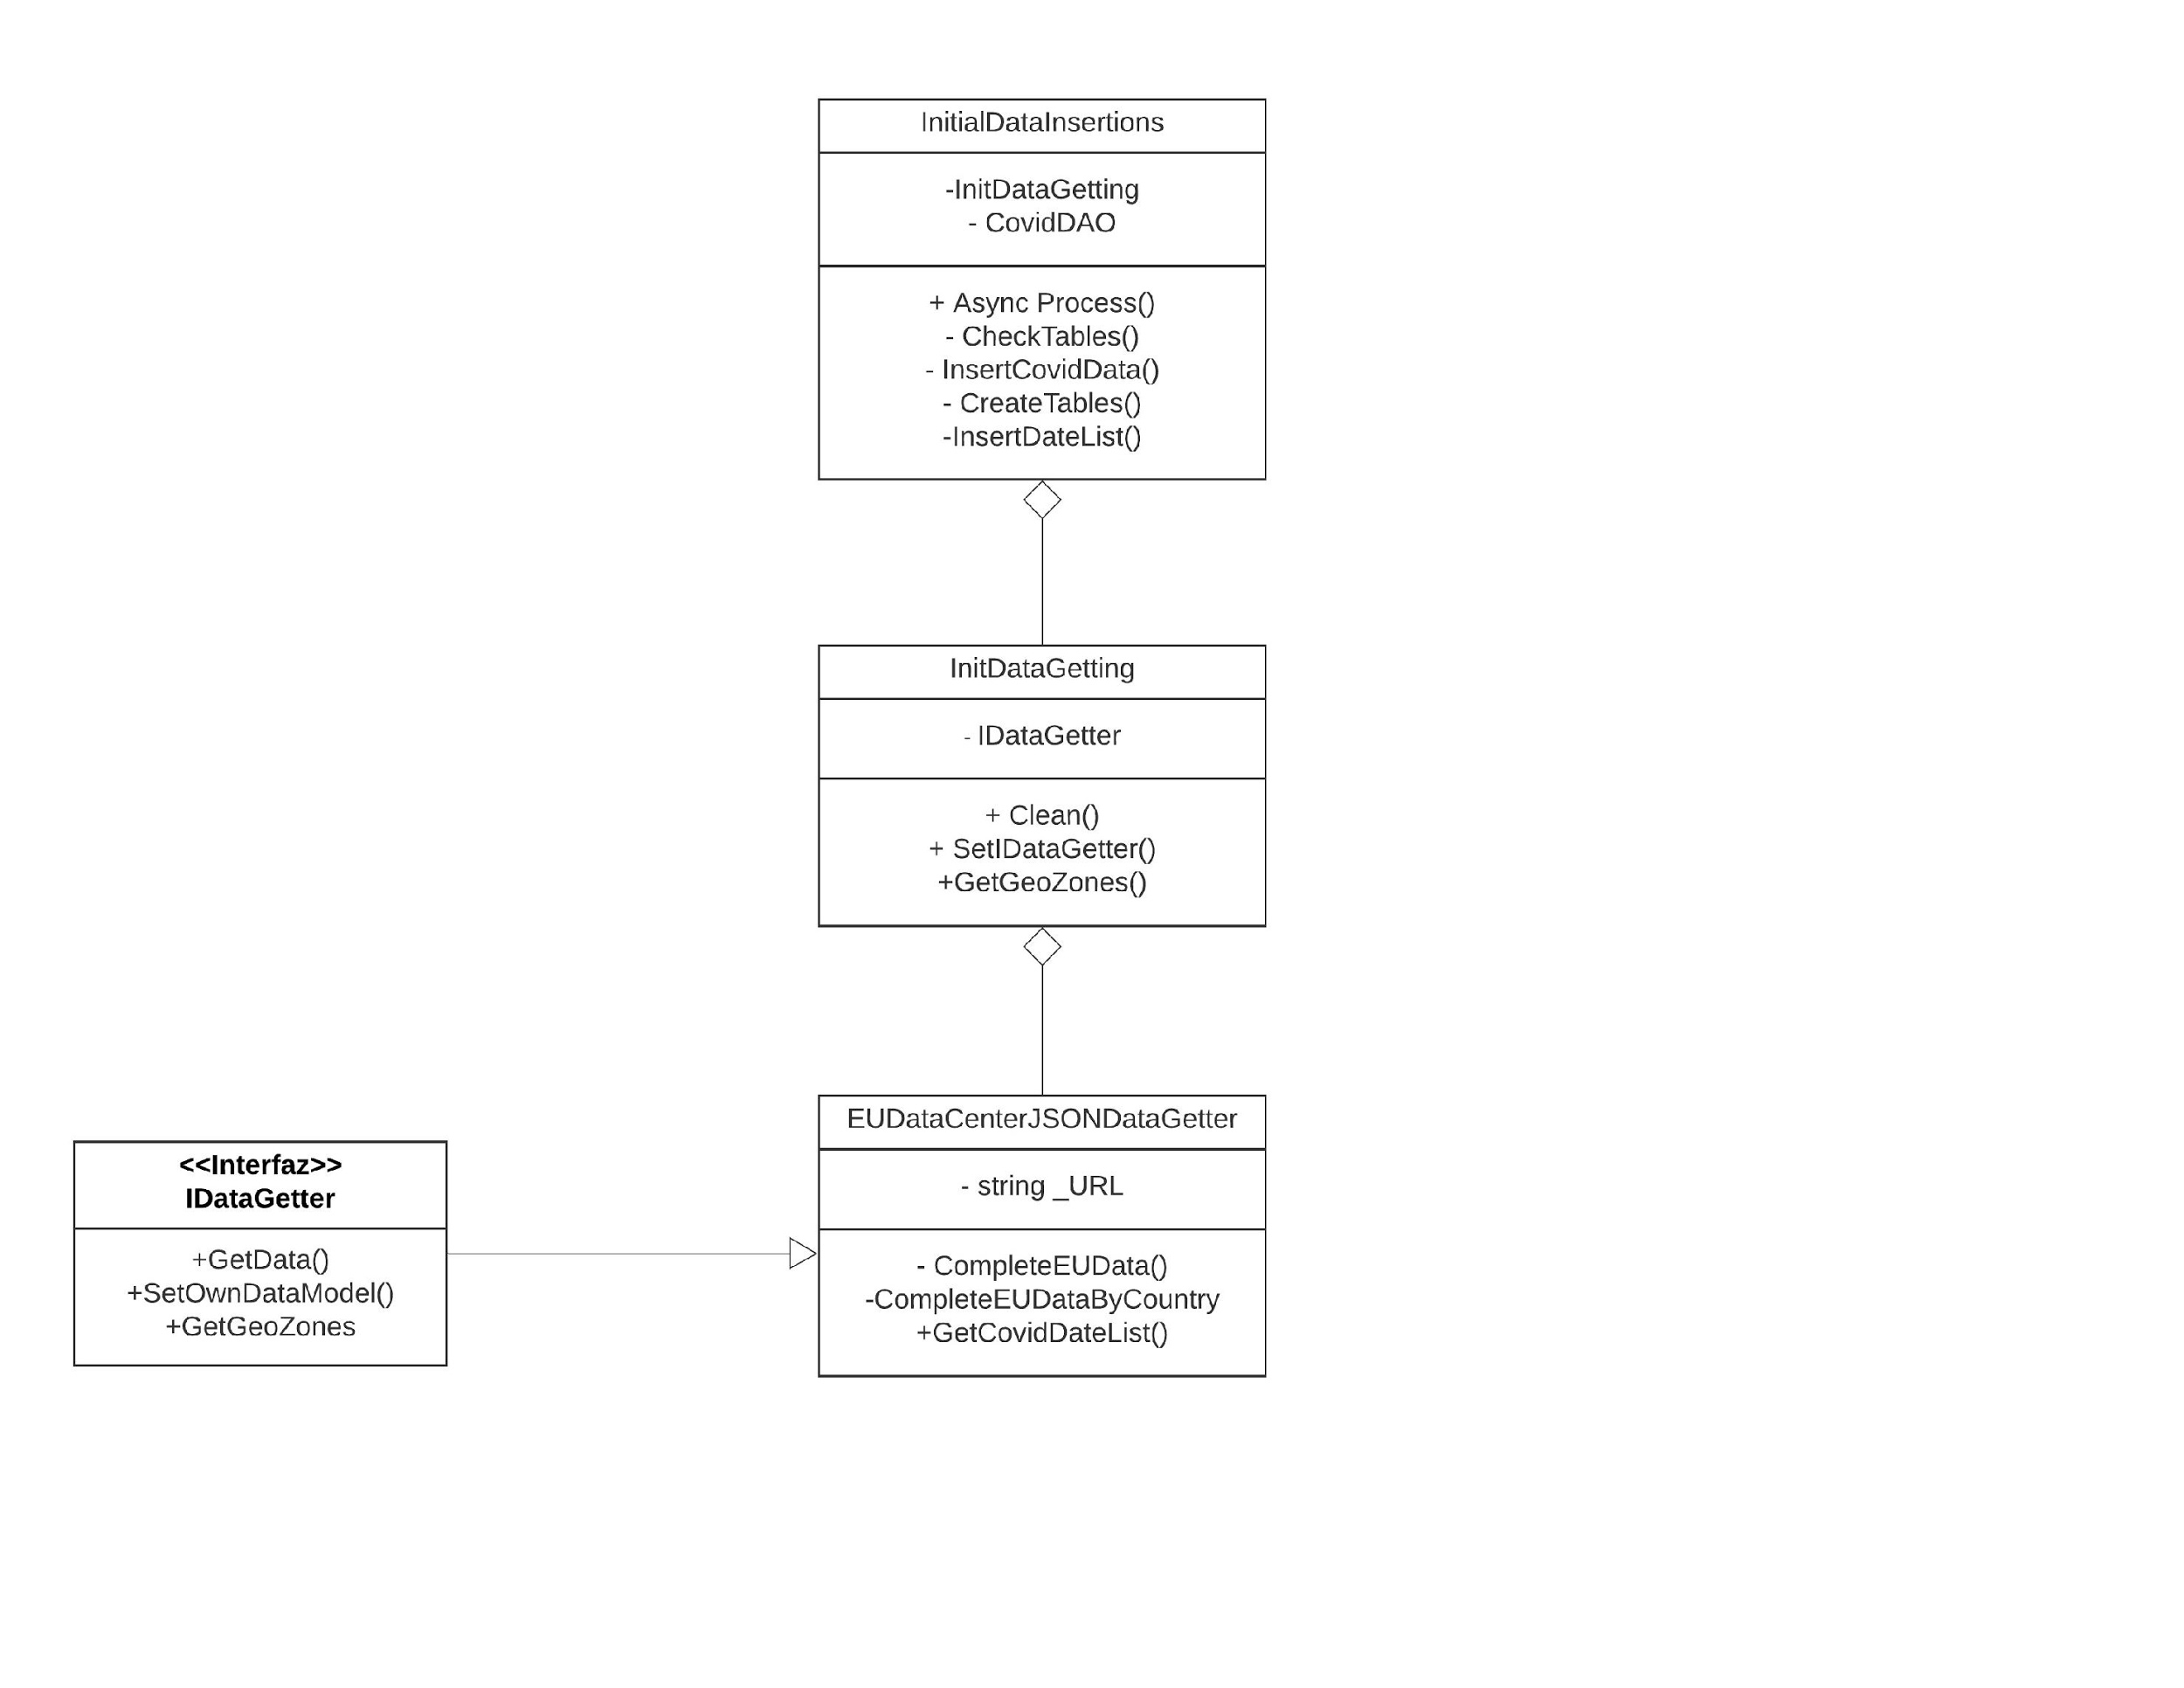 InitialDataInsertions
-InitDataGetting
- CovidDAO
+ Async Process()
- CheckTables()
- InsertCovidData()
- CreateTables()
-InsertDateList()
InitDataGetting
- IDataGetter
+ Clean()
+ SetIDataGetter()
+GetGeoZones()
<<Interfaz>>
IDataGetter
+GetData()
+SetOwnDataModel()
+GetGeoZones
EUDataCenterJSONDataGetter
- string _URL
- CompleteEUData()
-CompleteEUDataByCountry
+GetCovidDateList()